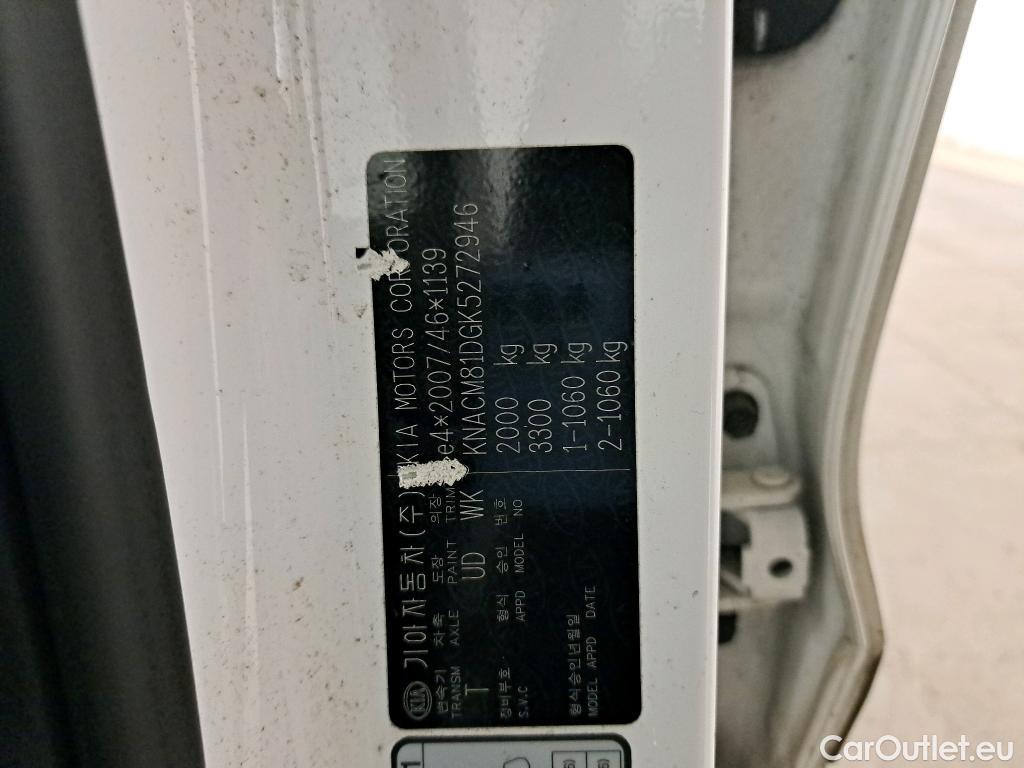 KIA 기아자동차(주) KIA MOTORS CORPORATION
변속기 차축 도장 의장
TRANSM AXLE PAINT TRIM e4*2007/46*1139
T UD WK KNACM81DGK5272946
정비부호 형식 승인 번호 2000 kg
S.V.C APPD MODEL NO 3300 kg
형식승인년월일 1-1060 kg
MODEL APPD DATE 2-1060 kg
1
CarOutlet.eu